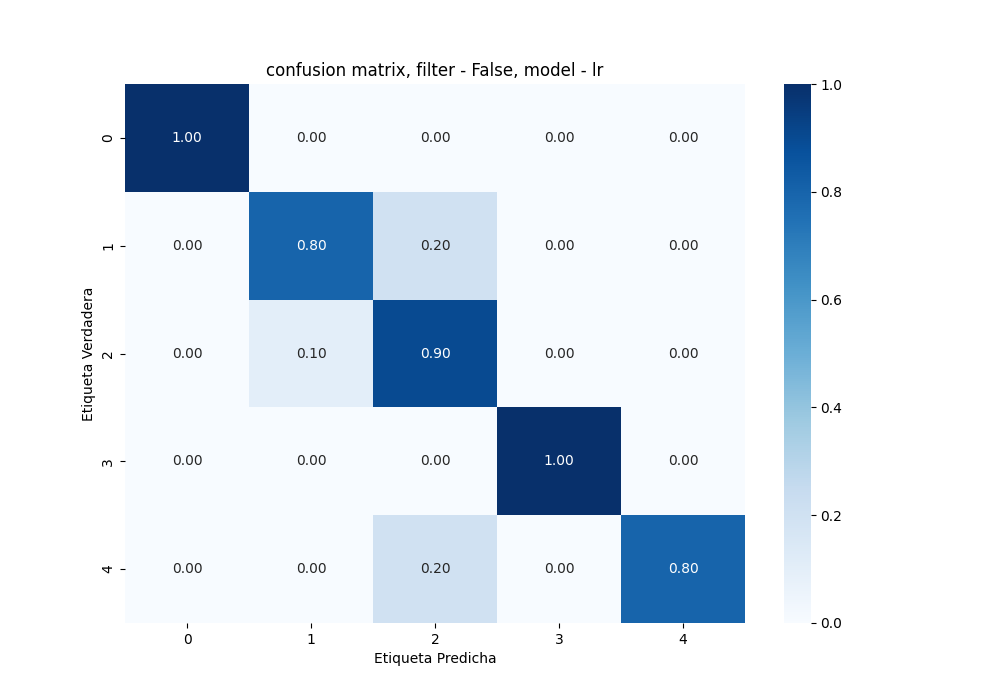 confusion matrix, filter - False, model - lr
Etiqueta Verdadera
0 1.00 0.00 0.00 0.00 0.00
1 0.00 0.80 0.20 0.00 0.00
2 0.00 0.10 0.90 0.00 0.00
3 0.00 0.00 0.00 1.00 0.00
4 0.00 0.00 0.20 0.00 0.80
0 1 2 3 4
Etiqueta Predicha
1.0
0.8
0.6
0.4
0.2
0.0